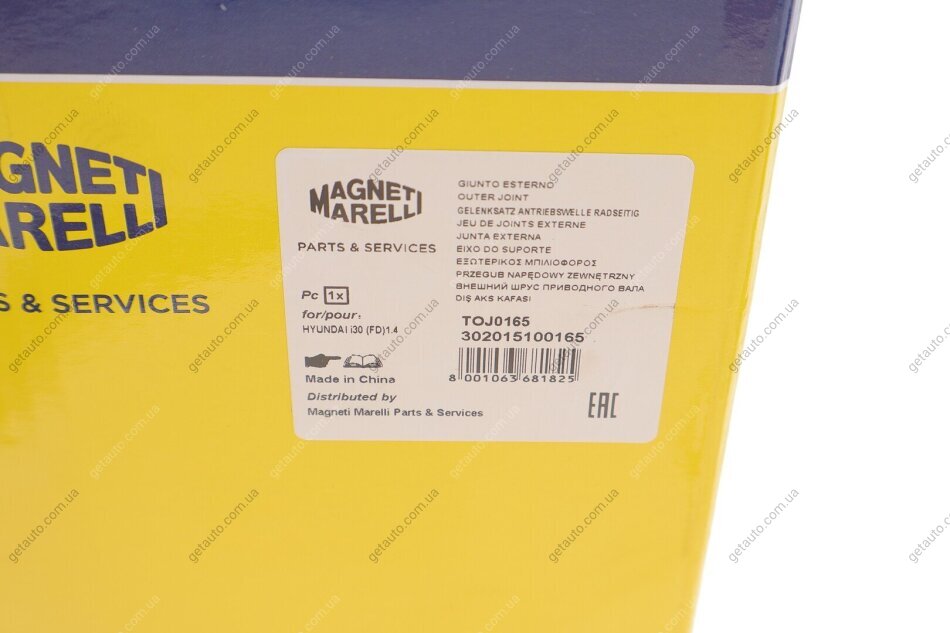 GNETI
ARELLI
S & SERVICES
MAGNETI
MARELLI
PARTS & SERVICES
Pc 1x
for/pour:
HYUNDAI i30 (FD)1.4
Made in China
Distributed by
Magneti Marelli Parts & Services
GIUNTO ESTERNO
OUTER JOINT
GELENKSATZ ANTRIEBSWELLE RADSEITIG
JEU DE JOINTS EXTERNE
JUNTA EXTERNA
EIXO DO SUPORTE
ΕΞΩΤΕΡΙΚΟΣ ΜΠΙΛΙΟΦΟΡΟΣ
PRZEGUB NAPĘDOWY ZEWNĘTRZNY
ВНЕШНИЙ ШРУС ПРИВОДНОГО ВАЛА
DIŞ AKS KAFASI
TOJ0165
302015100165
8 001063 681825
EAC
getauto.com.ua